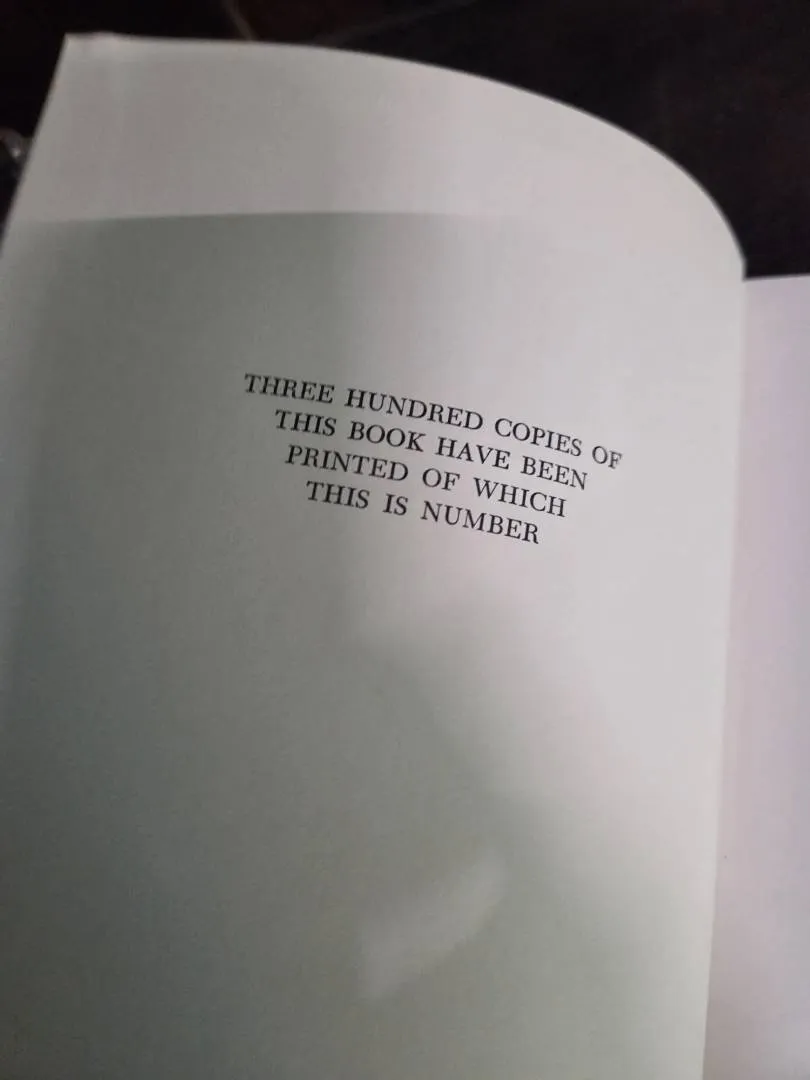 THREE HUNDRED COPIES OF
THIS BOOK HAVE BEEN
PRINTED OF WHICH
THIS IS NUMBER